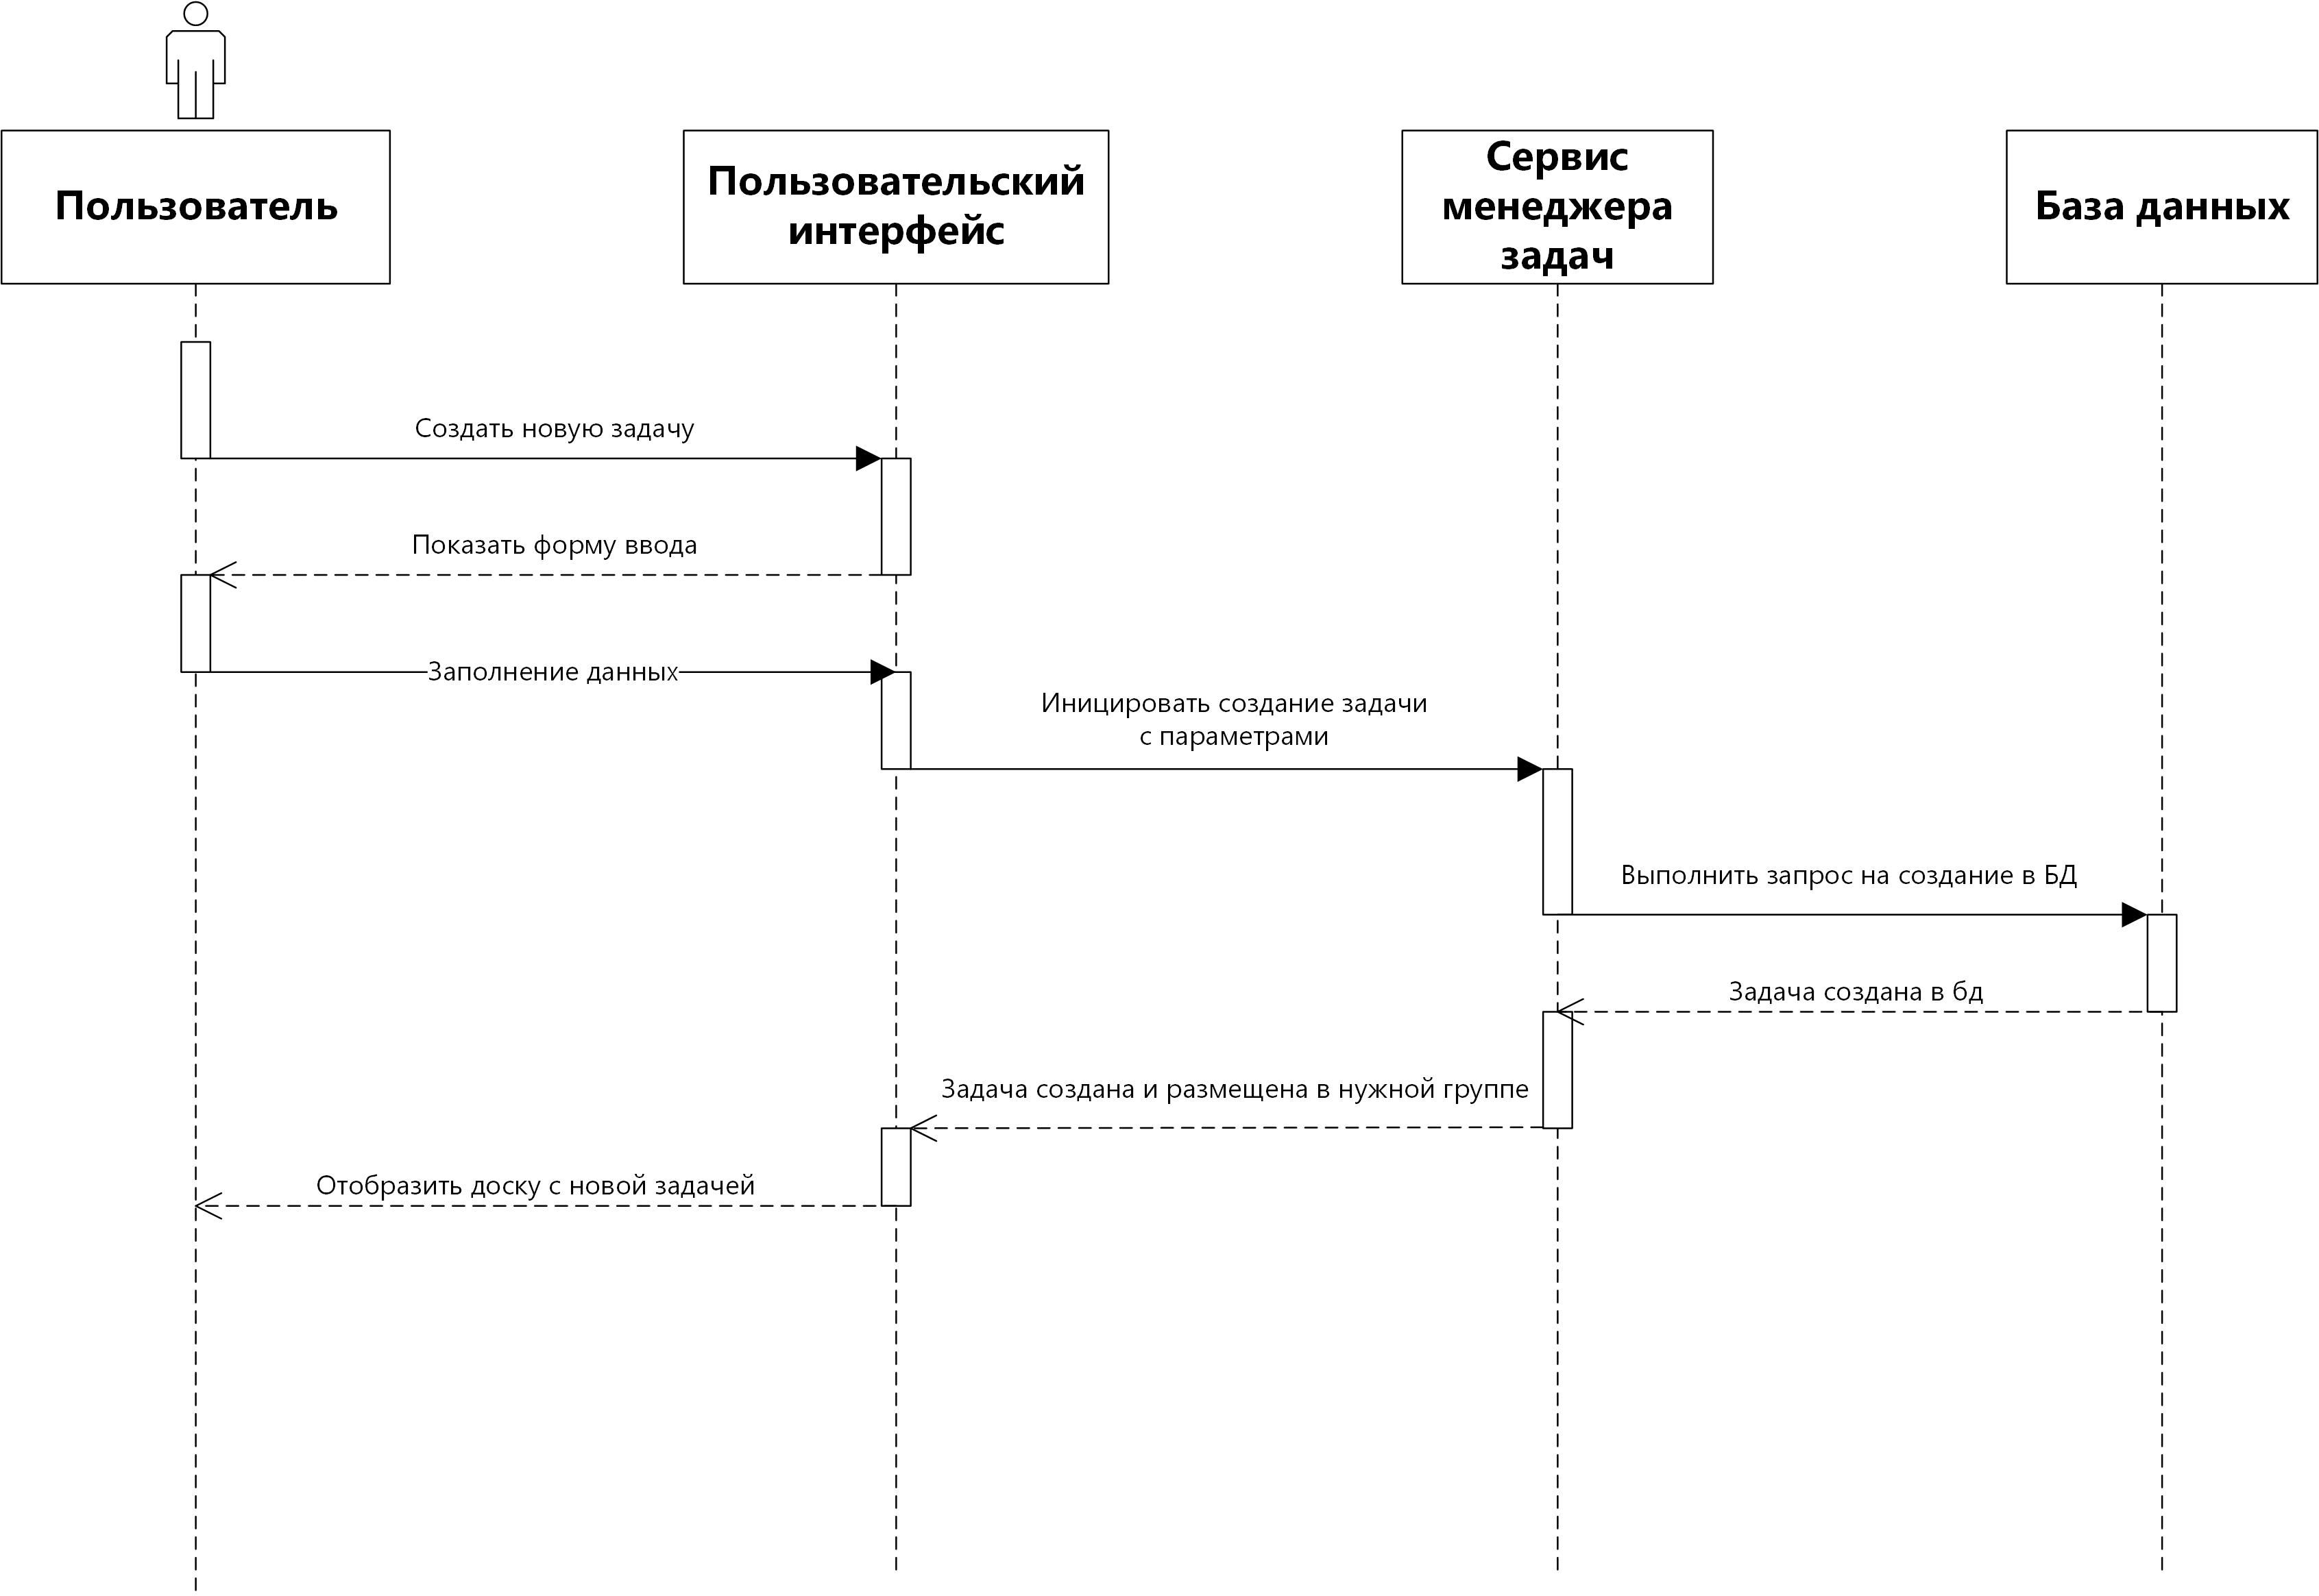 Пользователь
Пользовательский
интерфейс
Сервис
менеджера
задач
База данных
Создать новую задачу
Показать форму ввода
Заполнение данных
Инициировать создание задачи
с параметрами
Выполнить запрос на создание в БД
Задача создана в бд
Задача создана и размещена в нужной группе
Отобразить доску с новой задачей